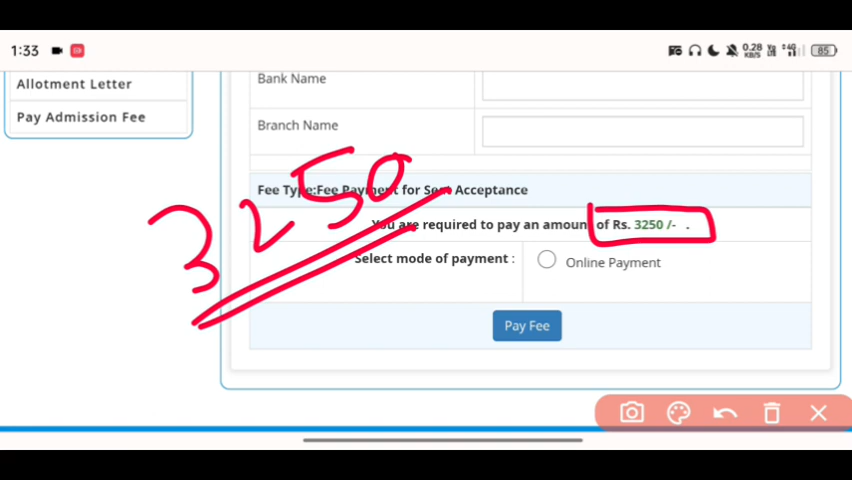 1:33
0.28 KB/S
4G
85
Allotment Letter
Pay Admission Fee
Bank Name
Branch Name
Fee Type:Fee Payment for Seat Acceptance
You are required to pay an amount of Rs. 3250 /- .
3250
Select mode of payment :
Online Payment
Pay Fee